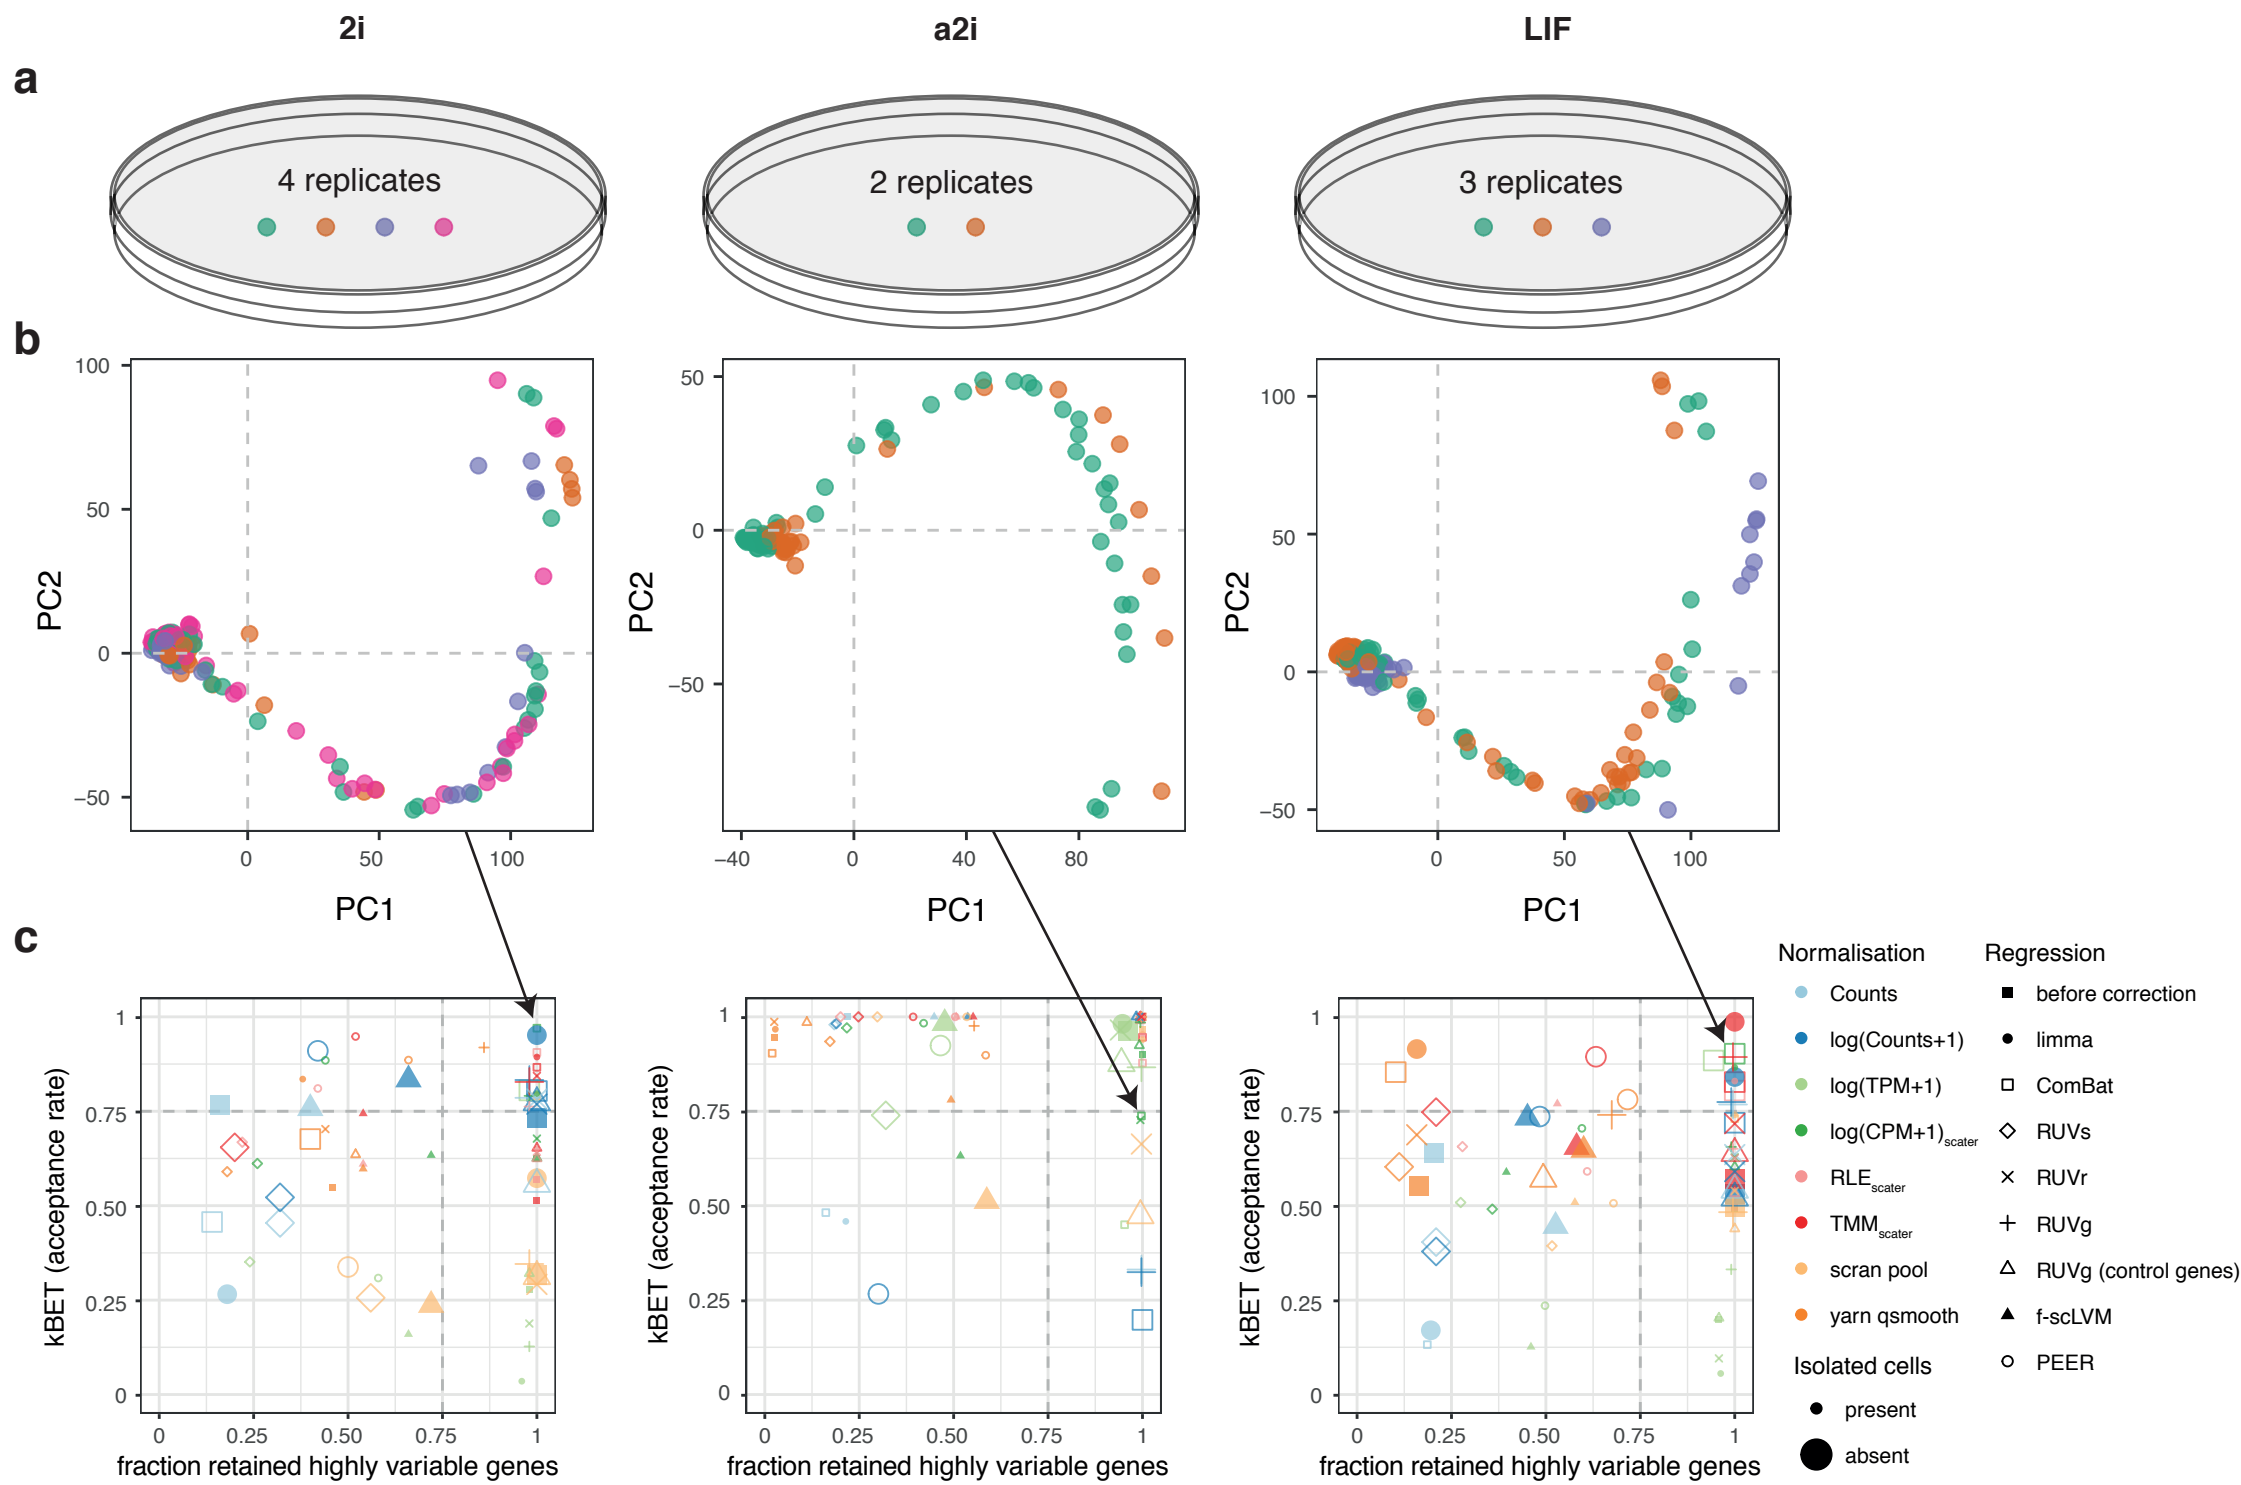 2i
a2i
LIF
a
4 replicates
2 replicates
3 replicates
b
100
50
0
−50
PC2
0
50
100
PC1
50
0
−50
PC2
−40
0
40
80
PC1
100
50
0
−50
PC2
0
50
100
PC1
c
1
0.75
0.50
0.25
0
kBET (acceptance rate)
0
0.25
0.50
0.75
1
fraction retained highly variable genes
1
0.75
0.50
0.25
0
kBET (acceptance rate)
0
0.25
0.50
0.75
1
fraction retained highly variable genes
1
0.75
0.50
0.25
0
kBET (acceptance rate)
0
0.25
0.50
0.75
1
fraction retained highly variable genes
Normalisation
Counts
log(Counts+1)
log(TPM+1)
log(CPM+1)scater
RLEscater
TMMscater
scran pool
yarn qsmooth
Isolated cells
present
absent
Regression
before correction
limma
ComBat
RUVs
RUVr
RUVg
RUVg (control genes)
f-scLVM
PEER